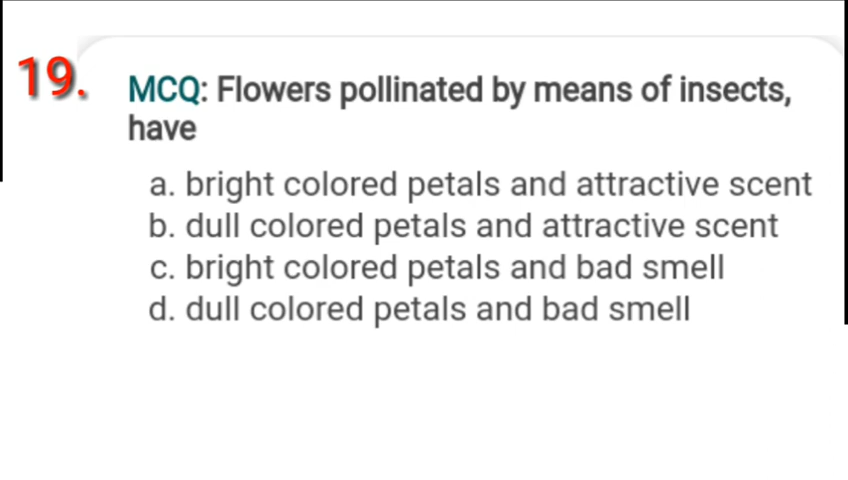 19.
MCQ: Flowers pollinated by means of insects,
have
a. bright colored petals and attractive scent
b. dull colored petals and attractive scent
c. bright colored petals and bad smell
d. dull colored petals and bad smell